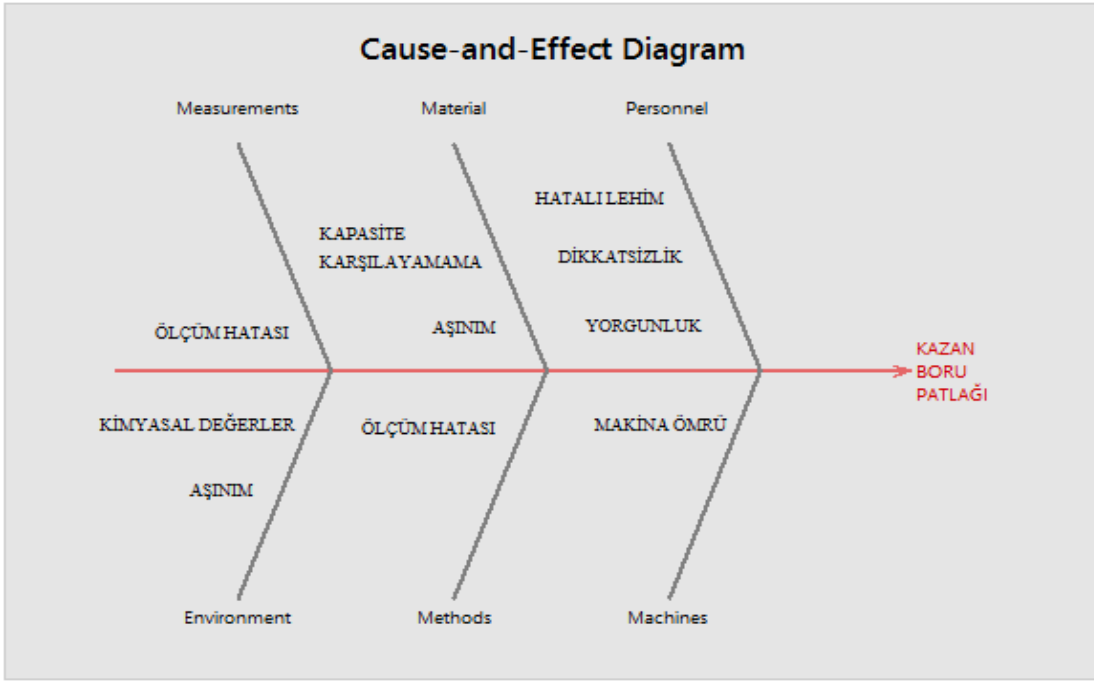 Cause-and-Effect Diagram
Measurements
Material
Personnel
HATALI LEHİM
KAPASİTE
KARŞILAYAMAMA
DİKKATSİZLİK
ÖLÇÜM HATASI
AŞINIM
YORGUNLUK
KAZAN
BORU
PATLAĞI
KİMYASAL DEĞERLER
ÖLÇÜM HATASI
MAKİNA ÖMRÜ
AŞINIM
Environment
Methods
Machines